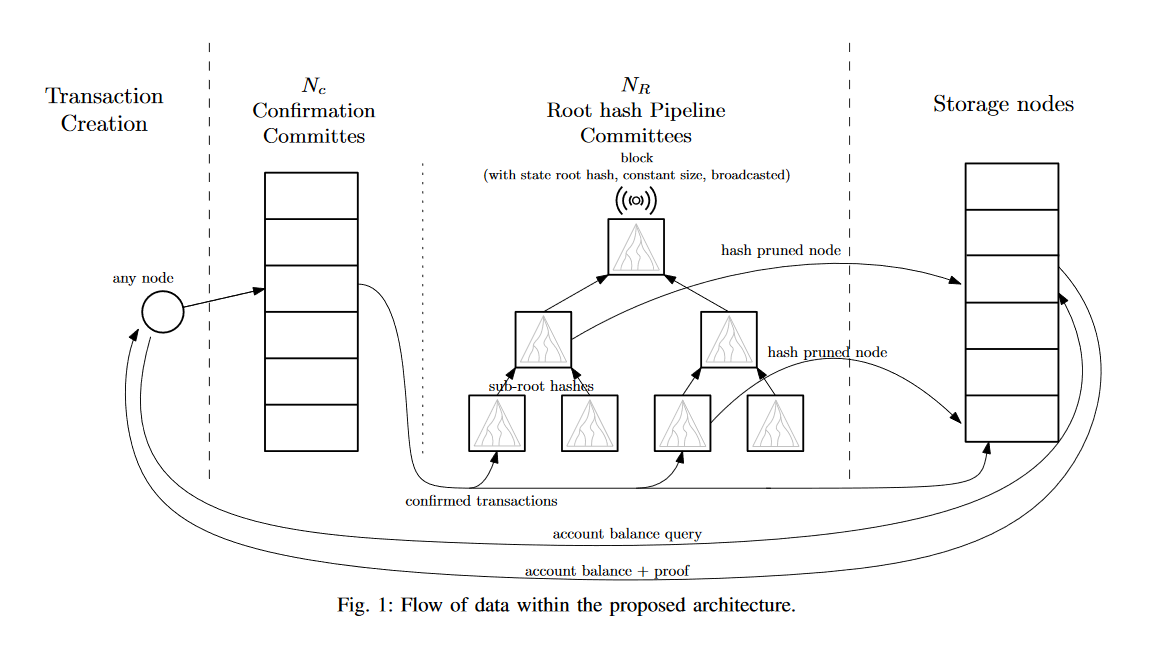 Transaction
Creation
N_c
Confirmation
Committes
N_R
Root hash Pipeline
Committees
block
(with state root hash, constant size, broadcasted)
Storage nodes
hash pruned node
any node
hash pruned node
sub-root hashes
confirmed transactions
account balance query
account balance + proof
Fig. 1: Flow of data within the proposed architecture.